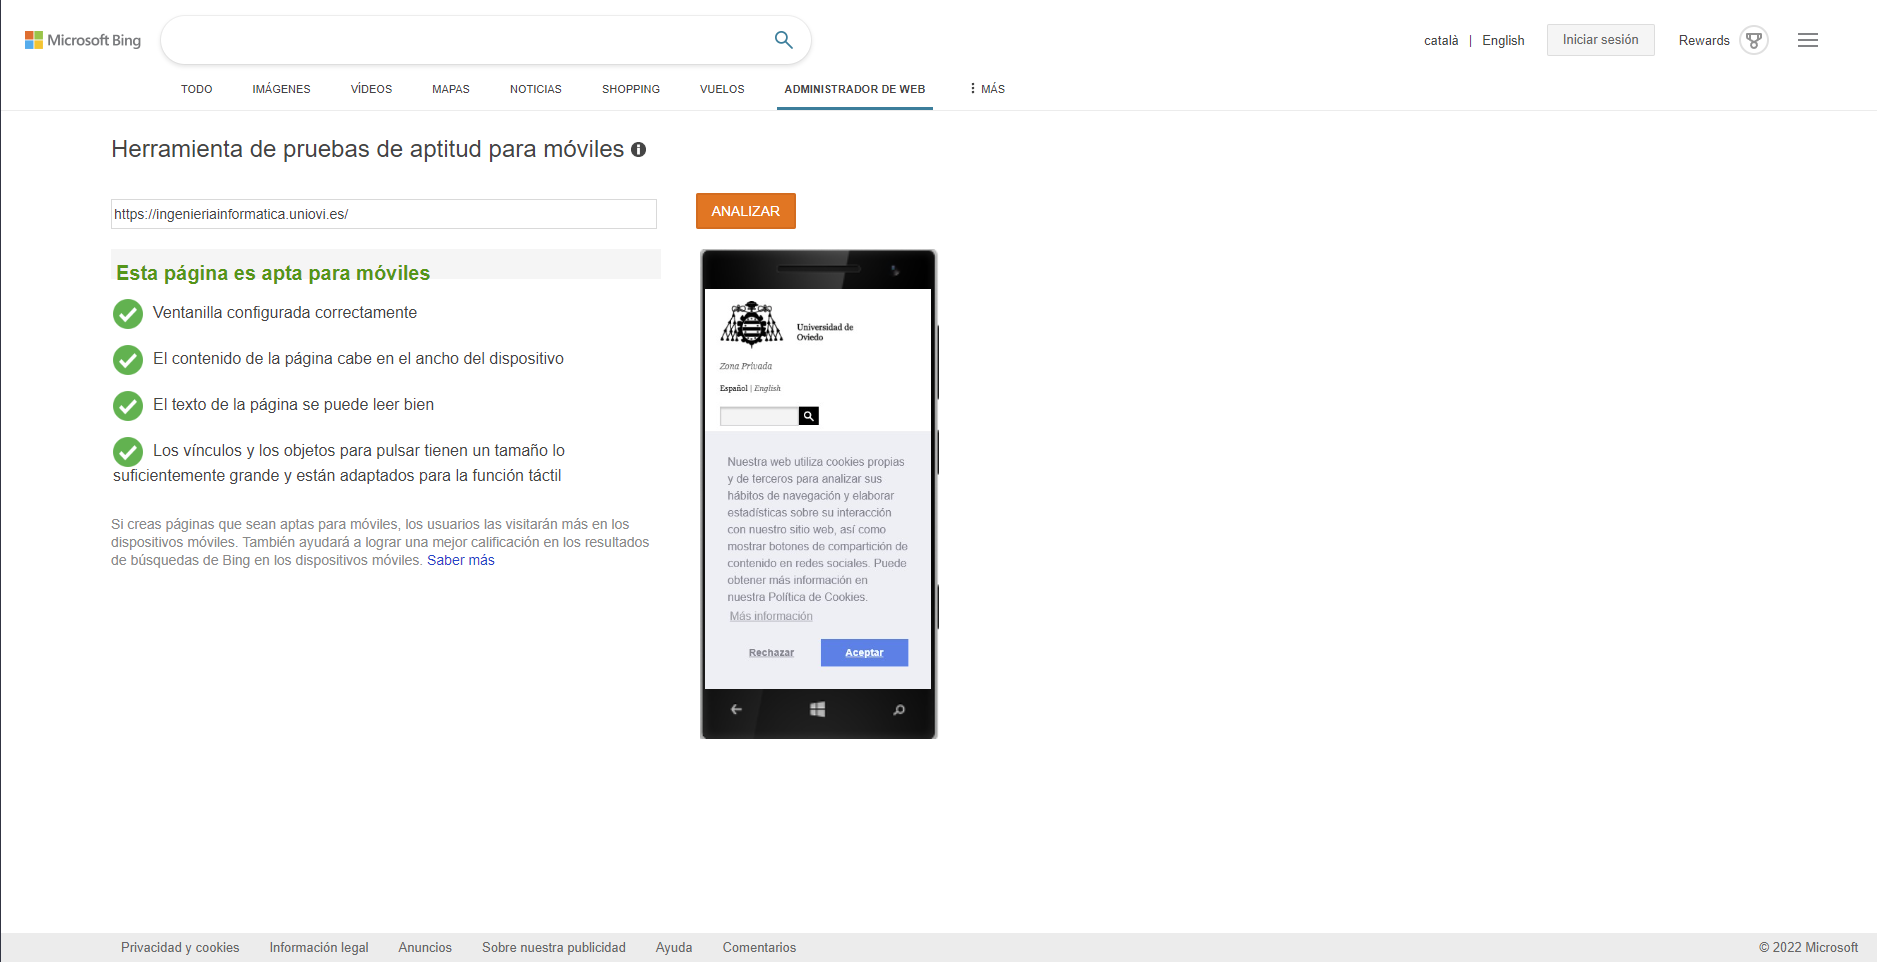 Microsoft Bing
català | English
Iniciar sesión
Rewards
TODO IMÁGENES VÍDEOS MAPAS NOTICIAS SHOPPING VUELOS ADMINISTRADOR DE WEB MÁS
Herramienta de pruebas de aptitud para móviles
https://ingenieriainformatica.uniovi.es/
ANALIZAR
Esta página es apta para móviles
Ventanilla configurada correctamente
El contenido de la página cabe en el ancho del dispositivo
El texto de la página se puede leer bien
Los vínculos y los objetos para pulsar tienen un tamaño lo
suficientemente grande y están adaptados para la función táctil
Si creas páginas que sean aptas para móviles, los usuarios las visitarán más en los
dispositivos móviles. También ayudará a lograr una mejor calificación en los resultados
de búsquedas de Bing en los dispositivos móviles. Saber más
Universidad de
Oviedo
Zona Privada
Español | English
Nuestra web utiliza cookies propias
y de terceros para analizar sus
hábitos de navegación y elaborar
estadísticas sobre su interacción
con nuestro sitio web, así como
mostrar botones de compartición de
contenido en redes sociales. Puede
obtener más información en
nuestra Política de Cookies.
Más información
Rechazar
Aceptar
Privacidad y cookies Información legal Anuncios Sobre nuestra publicidad Ayuda Comentarios
© 2022 Microsoft